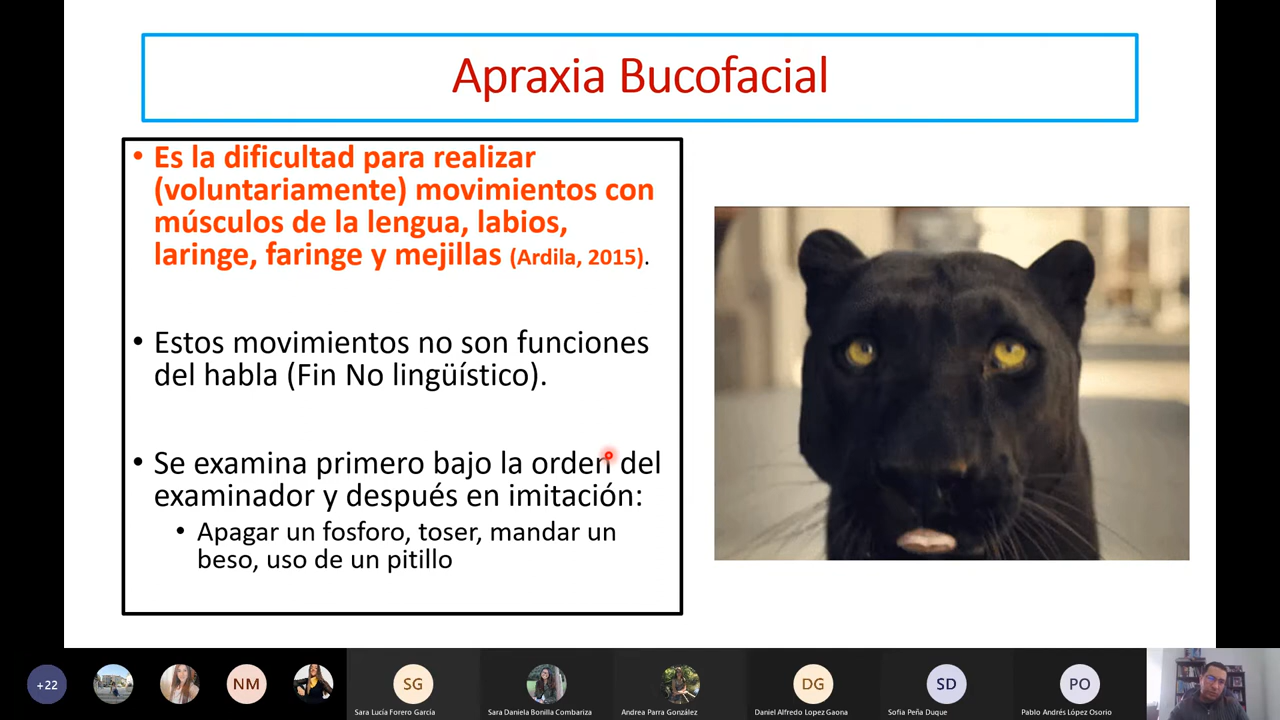 Apraxia Bucofacial
• Es la dificultad para realizar
(voluntariamente) movimientos con
músculos de la lengua, labios,
laringe, faringe y mejillas (Ardila, 2015).
• Estos movimientos no son funciones
del habla (Fin No lingüístico).
• Se examina primero bajo la orden del
examinador y después en imitación:
• Apagar un fosforo, toser, mandar un
beso, uso de un pitillo
+22
NM
SG
DG
SD
PO
Sara Lucía Forero García
Sara Daniela Bonilla Combariza
Andrea Parra González
Daniel Alfredo Lopez Gaona
Sofia Peña Duque
Pablo Andrés López Osorio